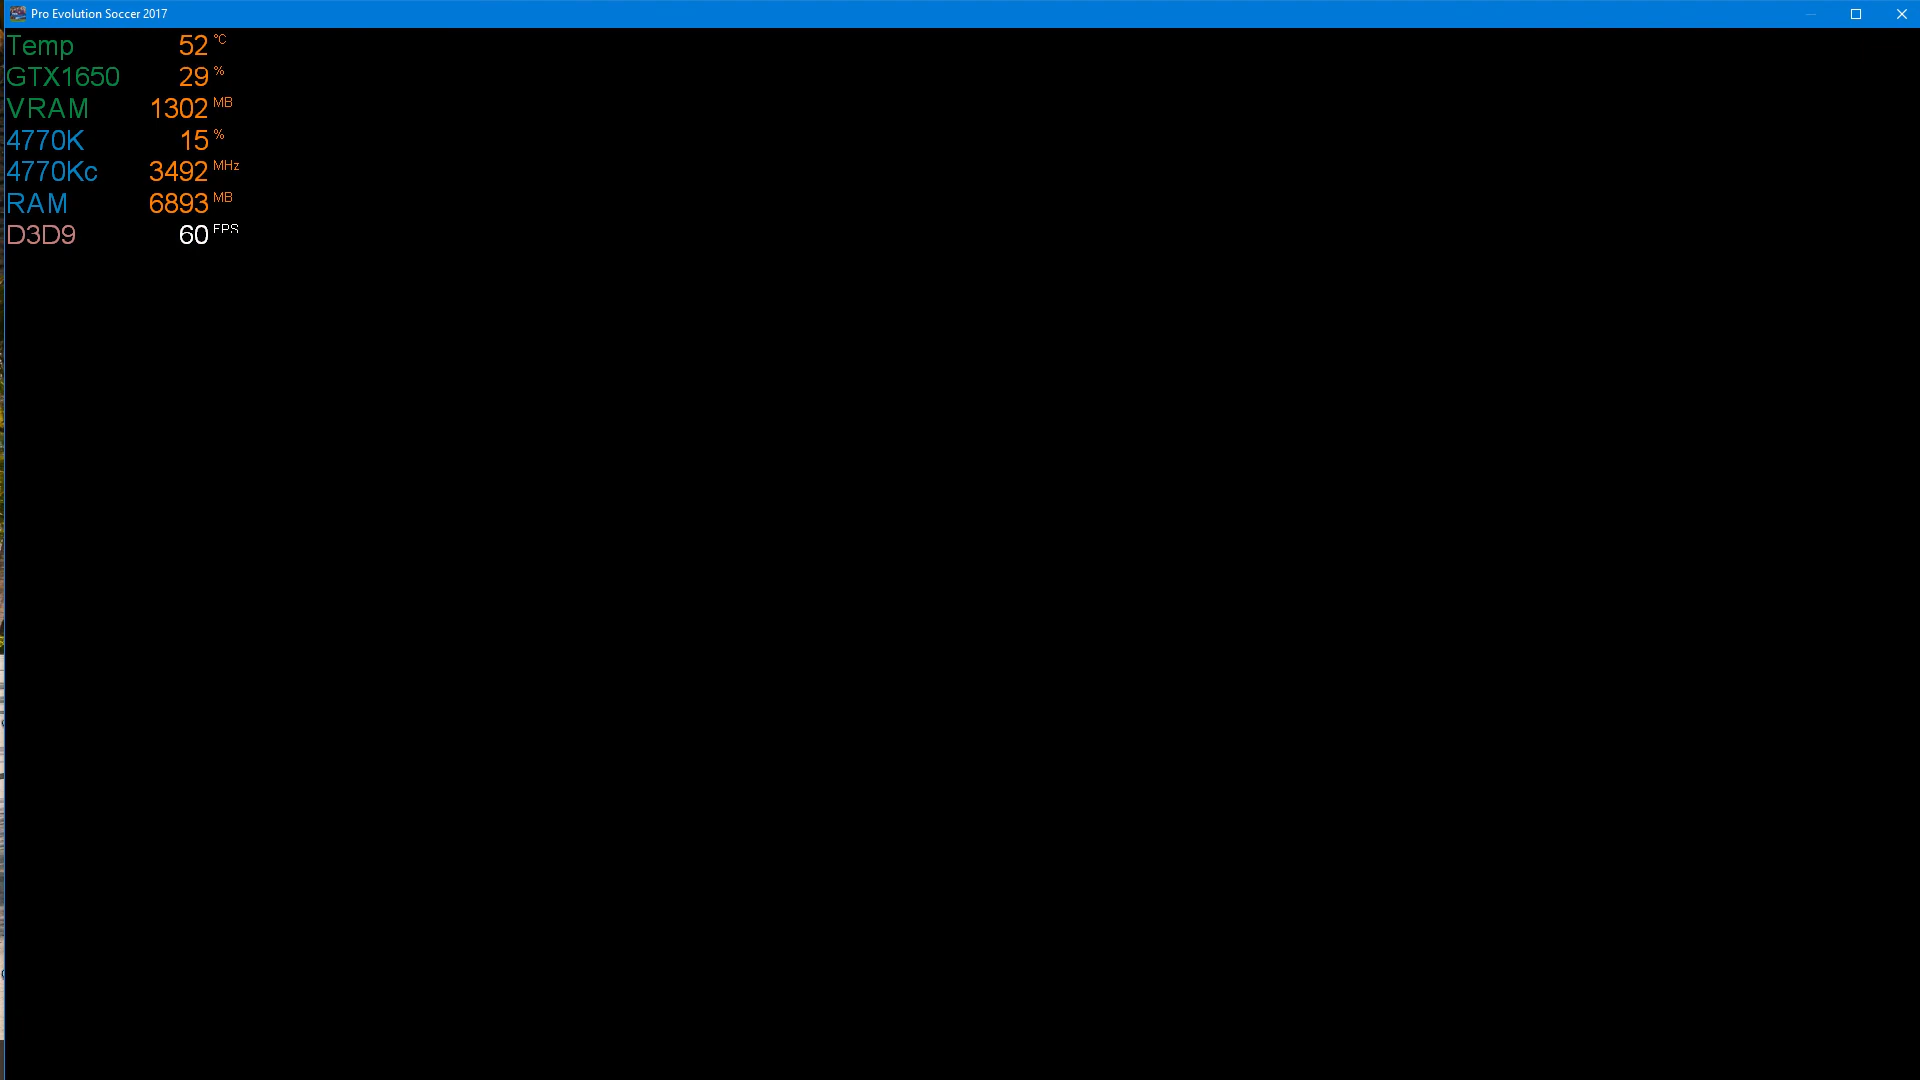 Pro Evolution Soccer 2017
Temp 52 °C
GTX1650 29 %
VRAM 1302 MB
4770K 15 %
4770Kc 3492 MHz
RAM 6893 MB
D3D9 60 FPS